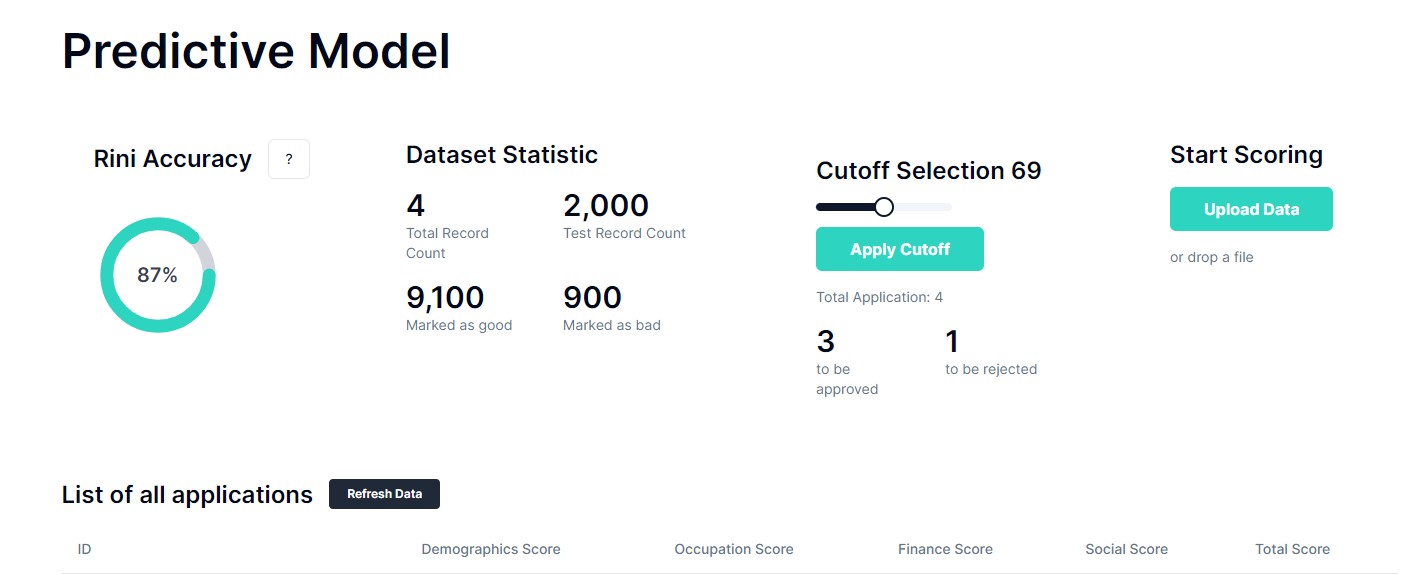 Predictive Model
Rini Accuracy
?
87%
Dataset Statistic
4
Total Record
Count
2,000
Test Record Count
9,100
Marked as good
900
Marked as bad
Cutoff Selection 69
Apply Cutoff
Total Application: 4
3
to be
approved
1
to be rejected
Start Scoring
Upload Data
or drop a file
List of all applications
Refresh Data
ID Demographics Score Occupation Score Finance Score Social Score Total Score